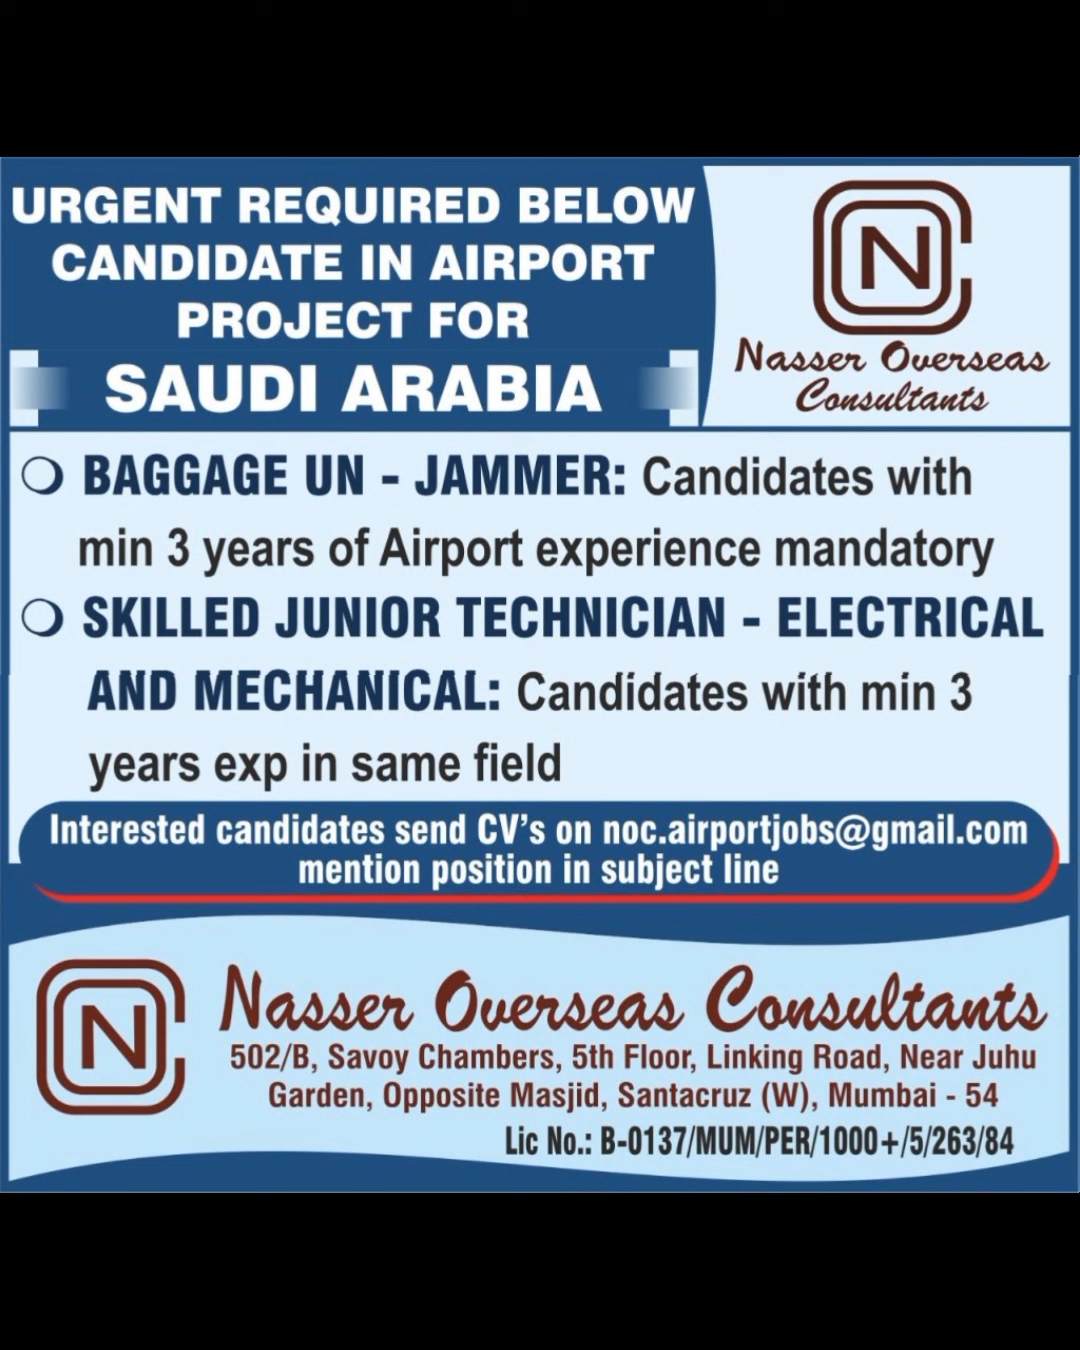 URGENT REQUIRED BELOW
CANDIDATE IN AIRPORT
PROJECT FOR
SAUDI ARABIA
N
Nasser Overseas
Consultants
BAGGAGE UN - JAMMER: Candidates with
min 3 years of Airport experience mandatory
SKILLED JUNIOR TECHNICIAN - ELECTRICAL
AND MECHANICAL: Candidates with min 3
years exp in same field
Interested candidates send CV's on noc.airportjobs@gmail.com
mention position in subject line
N
Nasser Overseas Consultants
502/B, Savoy Chambers, 5th Floor, Linking Road, Near Juhu
Garden, Opposite Masjid, Santacruz (W), Mumbai - 54
Lic No.: B-0137/MUM/PER/1000+/5/263/84